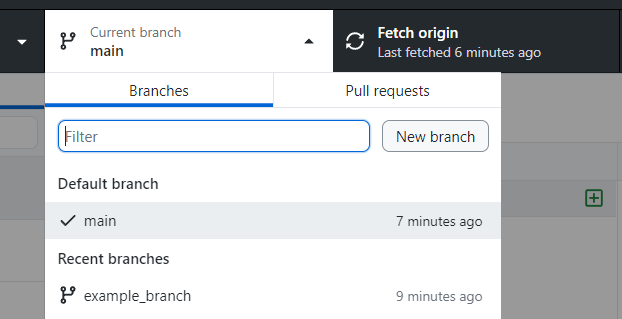 Current branch
main
Fetch origin
Last fetched 6 minutes ago
Branches
Pull requests
Filter
New branch
Default branch
main
7 minutes ago
Recent branches
example_branch
9 minutes ago